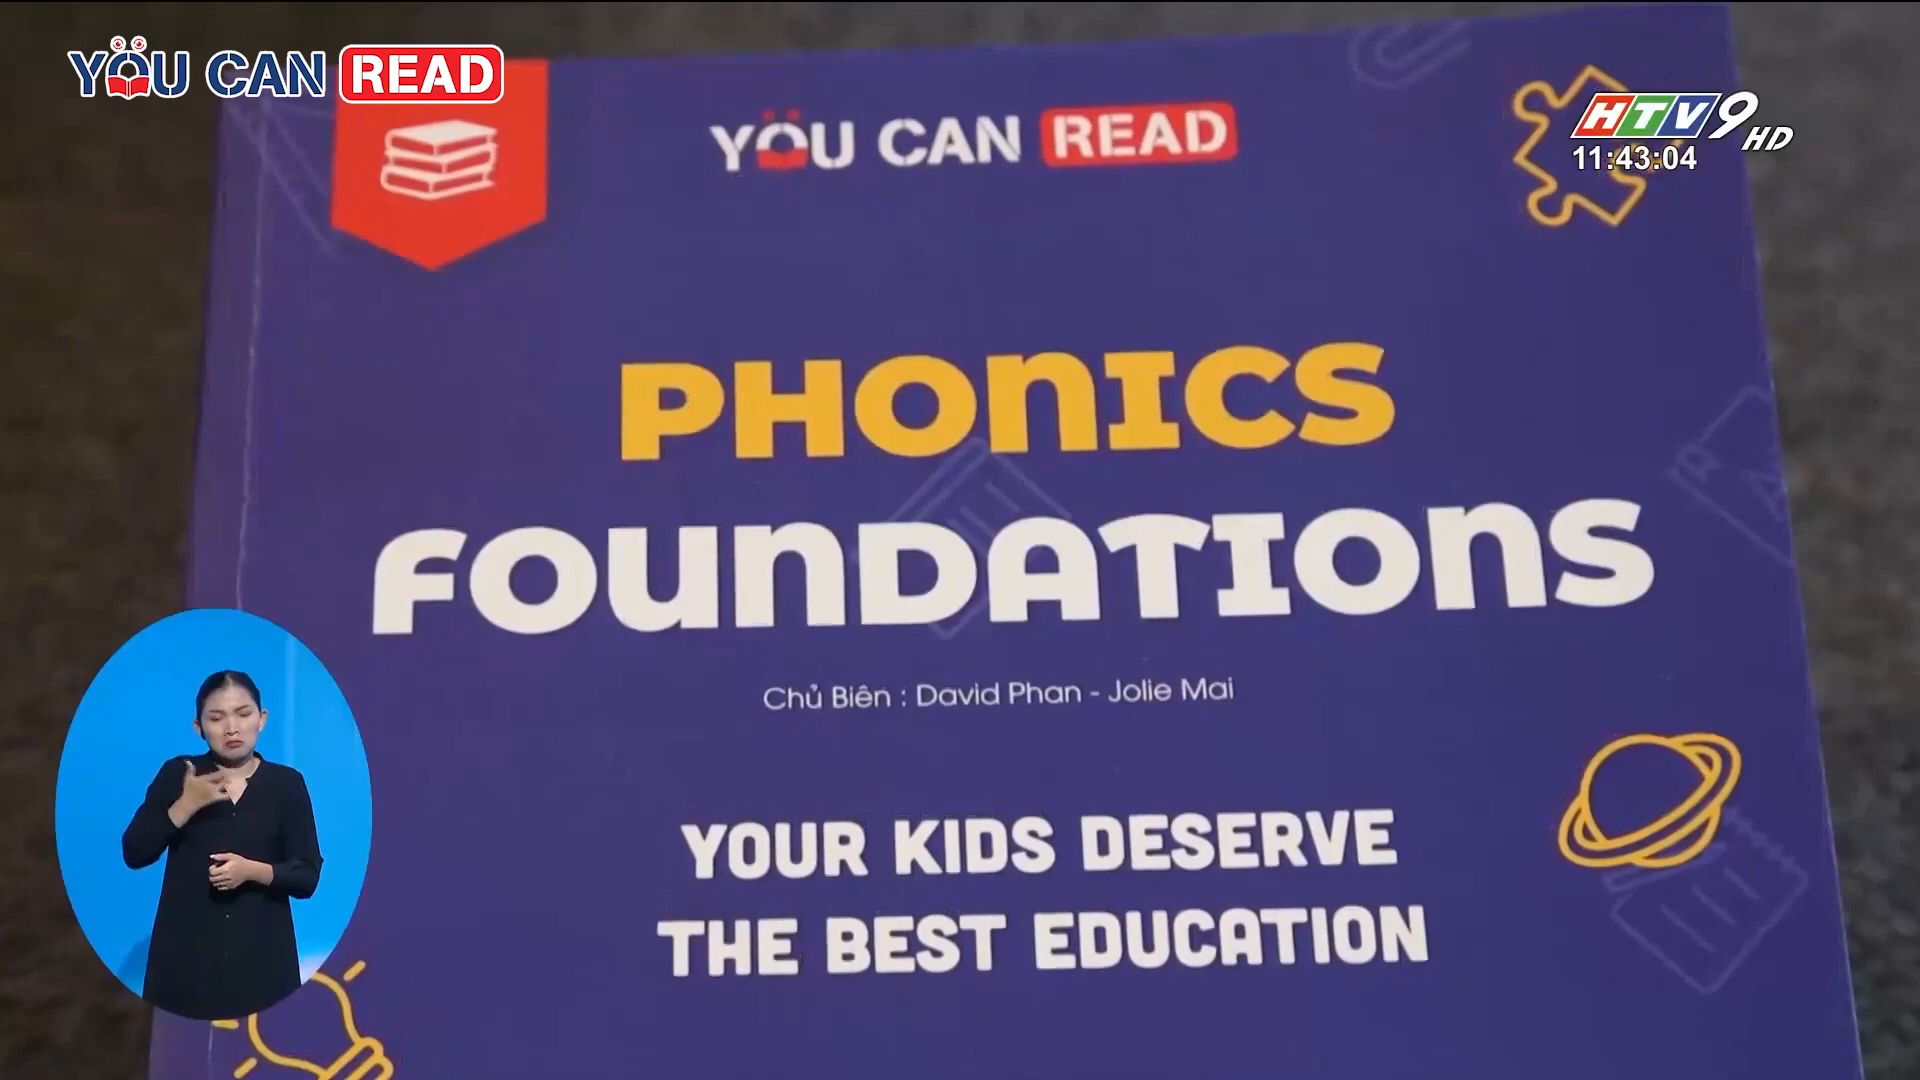 YOU CAN READ
HTV9 HD
11:43:04
YOU CAN READ
PHONICS
FOUNDATIONS
Chủ Biên : David Phan - Jolie Mai
YOUR KIDS DESERVE
THE BEST EDUCATION